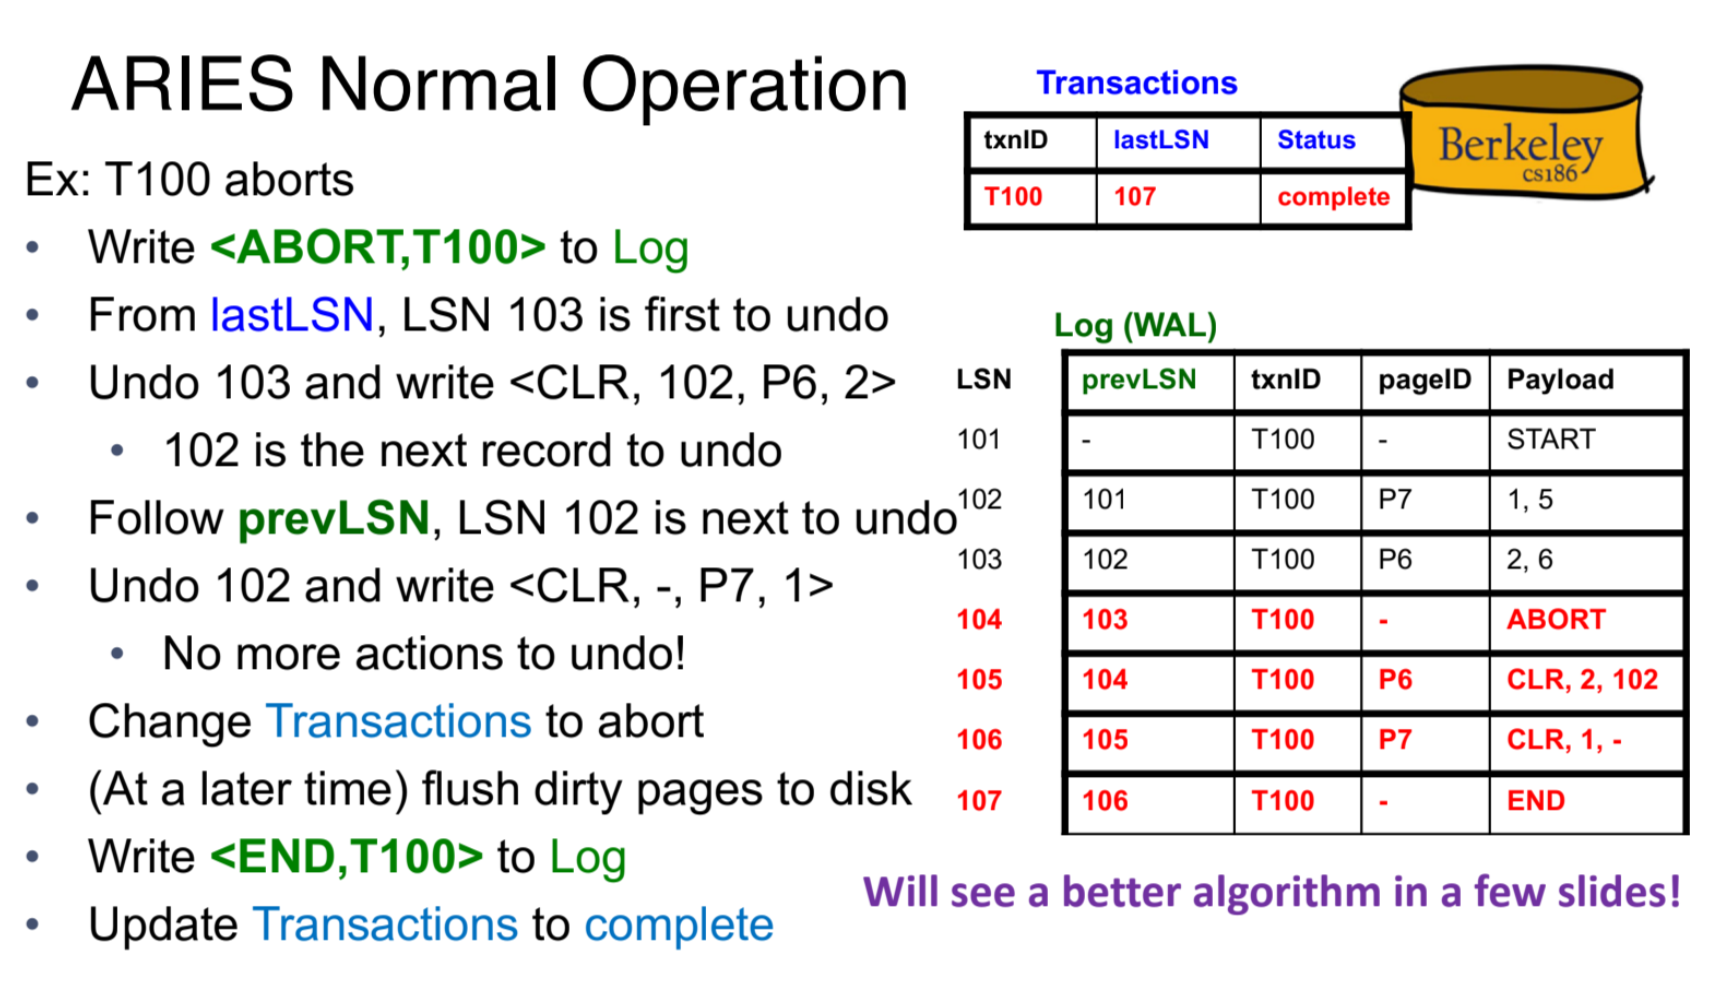 ARIES Normal Operation
Ex: T100 aborts
• Write <ABORT,T100> to Log
• From lastLSN, LSN 103 is first to undo
• Undo 103 and write <CLR, 102, P6, 2>
• 102 is the next record to undo
• Follow prevLSN, LSN 102 is next to undo
• Undo 102 and write <CLR, -, P7, 1>
• No more actions to undo!
• Change Transactions to abort
• (At a later time) flush dirty pages to disk
• Write <END,T100> to Log
• Update Transactions to complete
Transactions
txnID lastLSN Status
T100 107 complete
Berkeley
cs186
Log (WAL)
LSN prevLSN txnID pageID Payload
101 - T100 - START
102 101 T100 P7 1, 5
103 102 T100 P6 2, 6
104 103 T100 - ABORT
105 104 T100 P6 CLR, 2, 102
106 105 T100 P7 CLR, 1, -
107 106 T100 - END
Will see a better algorithm in a few slides!